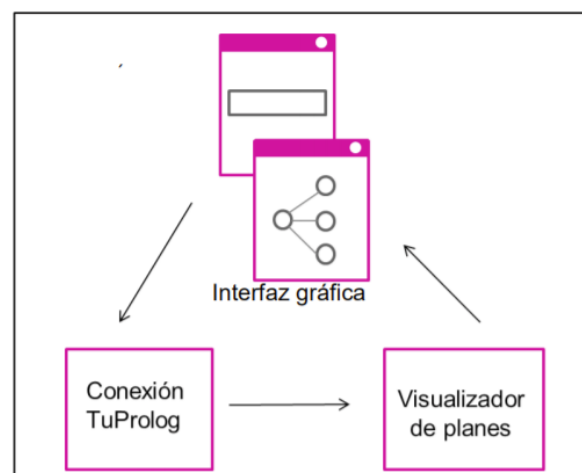 Interfaz gráfica
Conexión
TuProlog
Visualizador
de planes